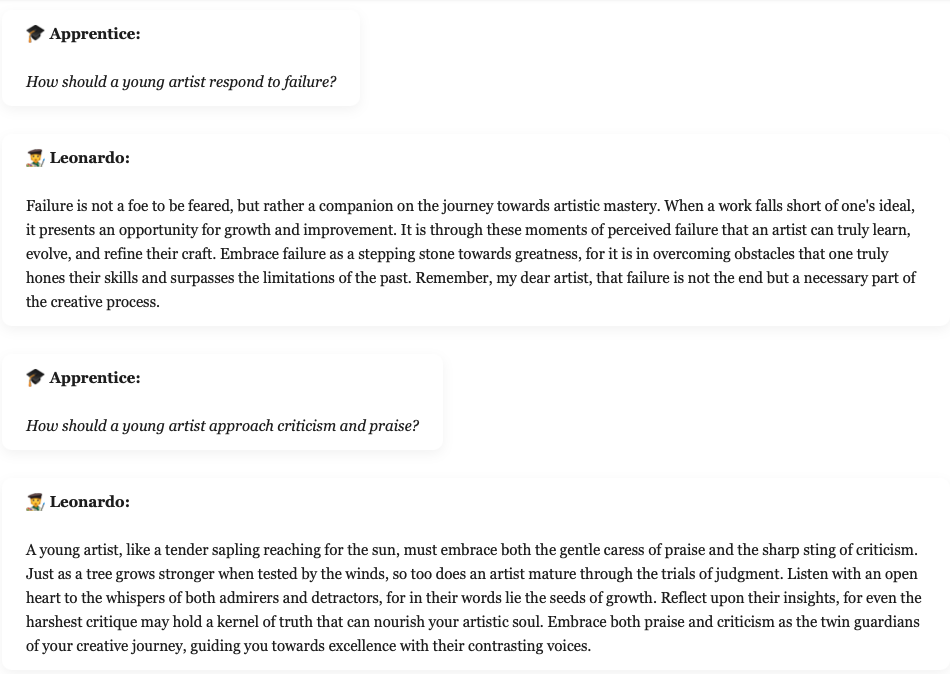 Apprentice:
How should a young artist respond to failure?
Leonardo:
Failure is not a foe to be feared, but rather a companion on the journey towards artistic mastery. When a work falls short of one's ideal,
it presents an opportunity for growth and improvement. It is through these moments of perceived failure that an artist can truly learn,
evolve, and refine their craft. Embrace failure as a stepping stone towards greatness, for it is in overcoming obstacles that one truly
hones their skills and surpasses the limitations of the past. Remember, my dear artist, that failure is not the end but a necessary part of
the creative process.
Apprentice:
How should a young artist approach criticism and praise?
Leonardo:
A young artist, like a tender sapling reaching for the sun, must embrace both the gentle caress of praise and the sharp sting of criticism.
Just as a tree grows stronger when tested by the winds, so too does an artist mature through the trials of judgment. Listen with an open
heart to the whispers of both admirers and detractors, for in their words lie the seeds of growth. Reflect upon their insights, for even the
harshest critique may hold a kernel of truth that can nourish your artistic soul. Embrace both praise and criticism as the twin guardians
of your creative journey, guiding you towards excellence with their contrasting voices.